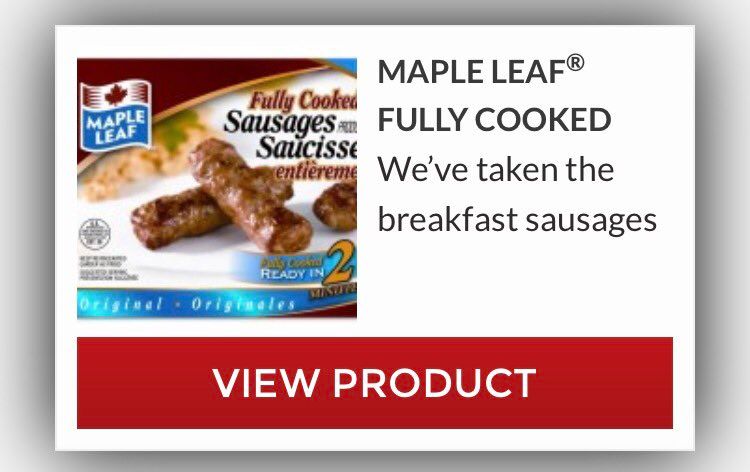 MAPLE LEAF®
FULLY COOKED
We’ve taken the
breakfast sausages
MAPLE
LEAF
Fully Cooked
Sausages
Saucisse
entièreme
Fully Cooked
READY IN 2
MINUTE
Original - Originales
VIEW PRODUCT